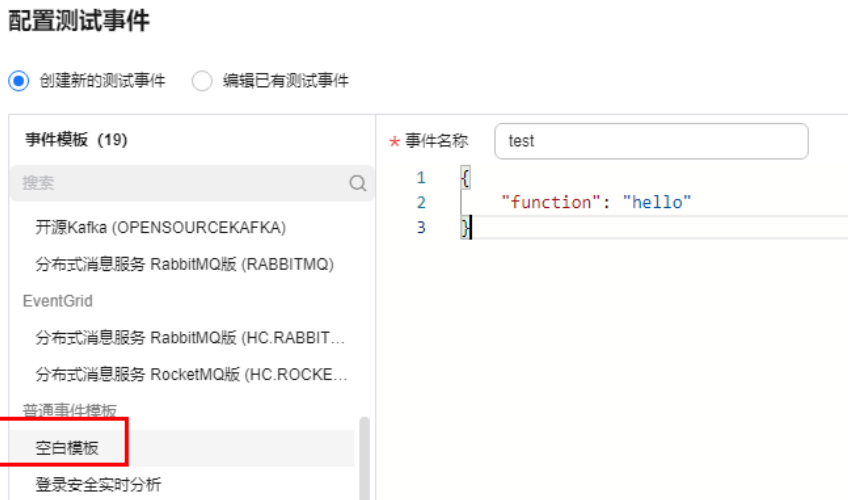 配置测试事件
创建新的测试事件 编辑已有测试事件
事件模板（19）
搜索
开源Kafka (OPENSOURCEKAFKA)
分布式消息服务 RabbitMQ版 (RABBITMQ)
EventGrid
分布式消息服务 RabbitMQ版 (HC.RABBIT...
分布式消息服务 RocketMQ版 (HC.ROCKE...
普通事件模板
空白模板
登录安全实时分析
* 事件名称 test
1 {
2 "function": "hello"
3 }